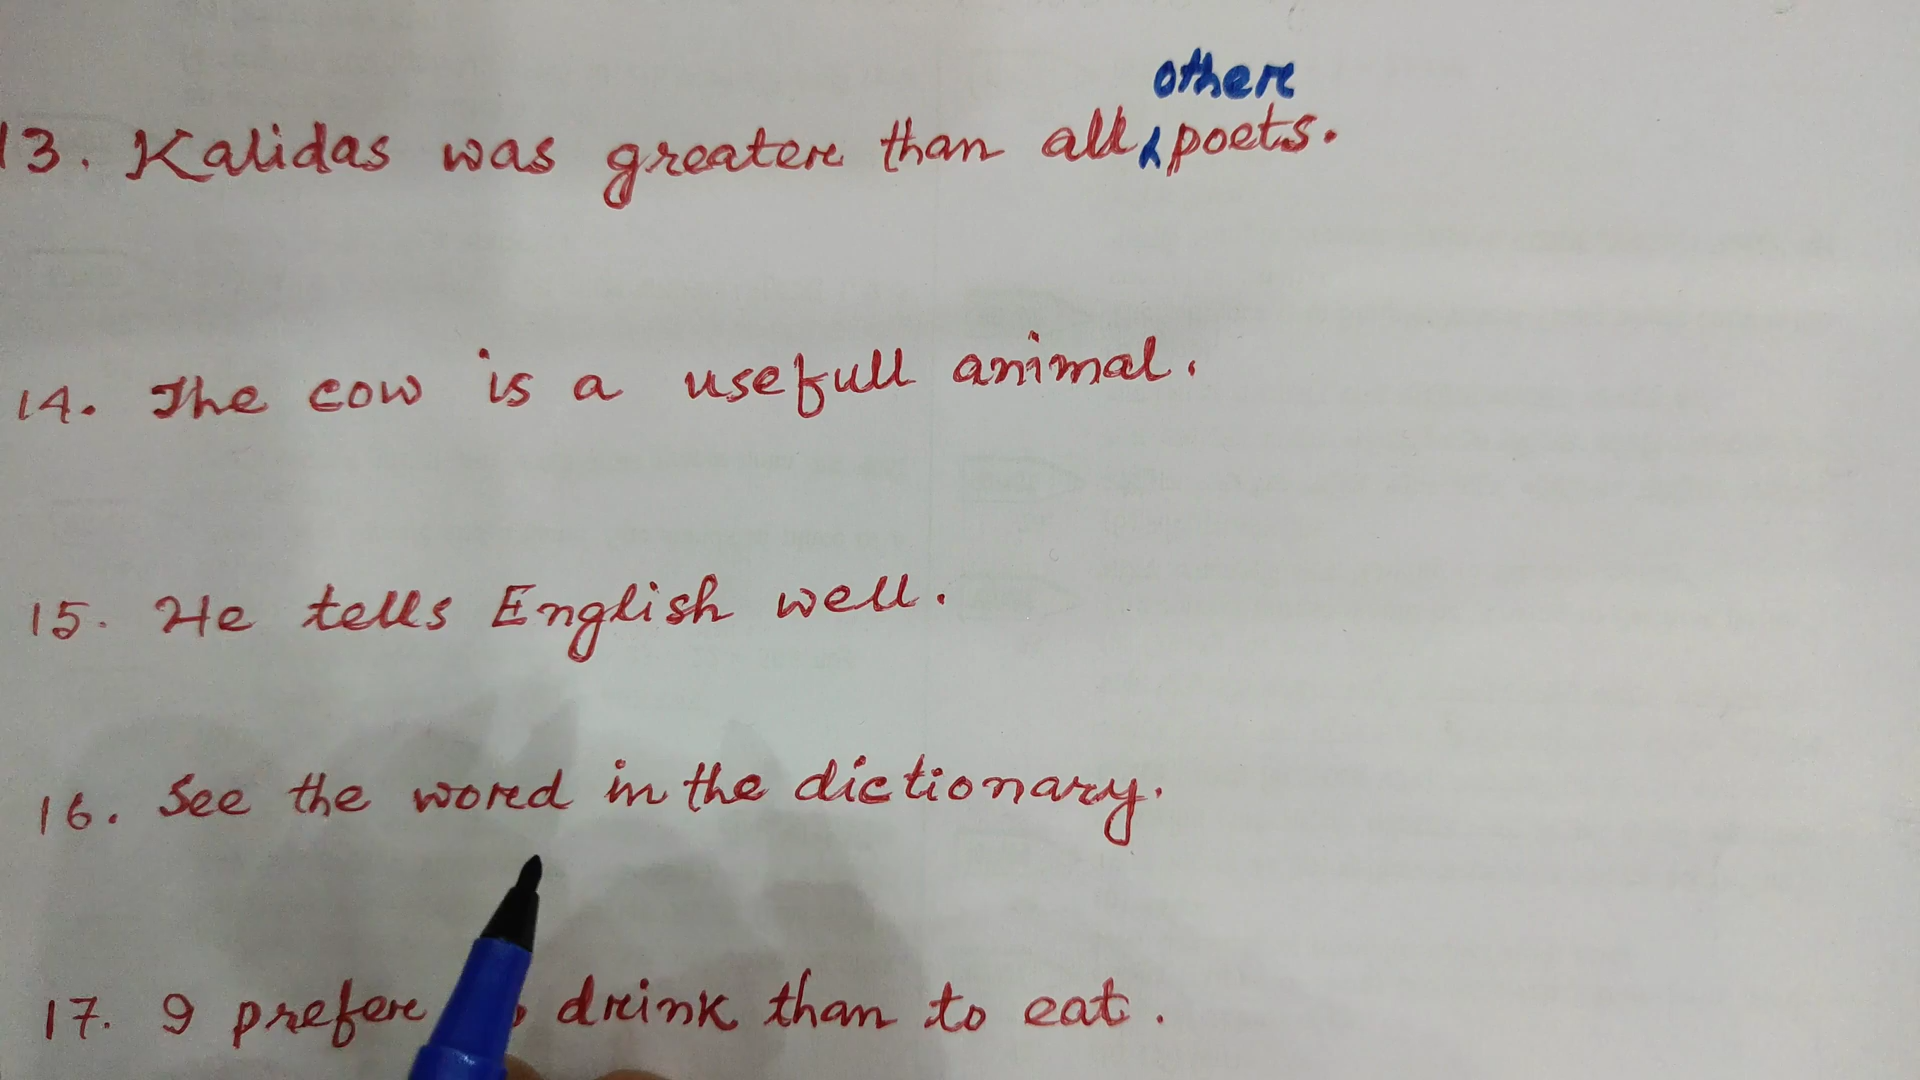 other
13. Kalidas was greater than all poets.
14. The cow is a usefull animal.
15. He tells English well.
16. See the word in the dictionary.
17. I prefer drink than to eat.